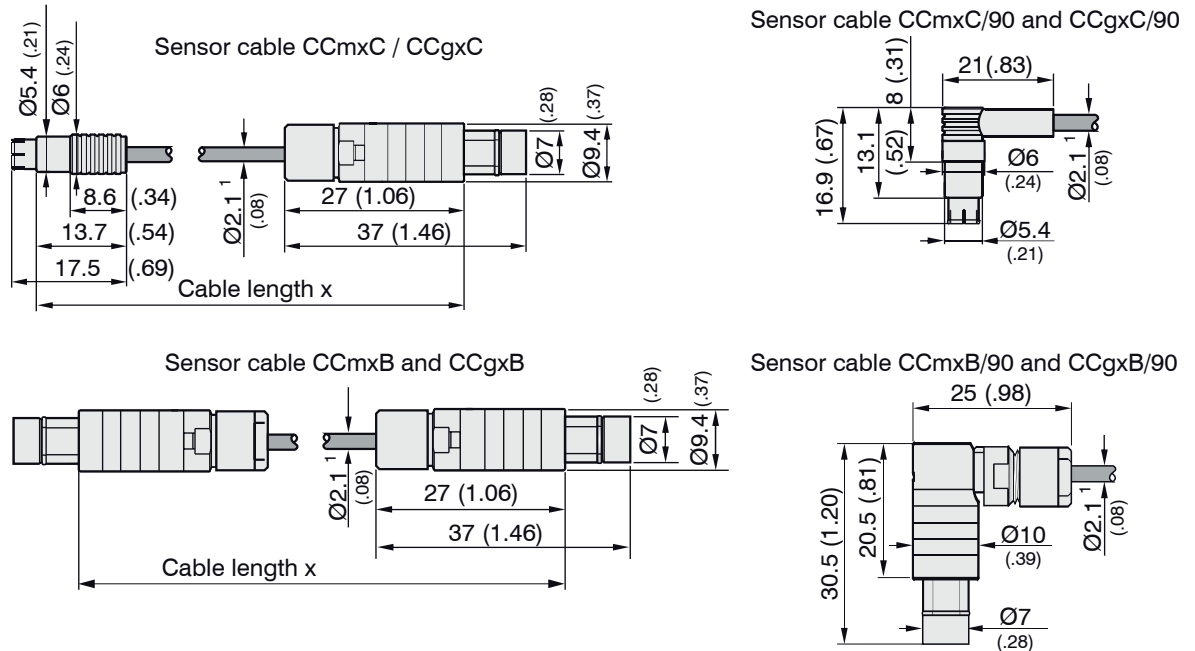 Sensor cable CCmxC / CCgxC
Ø5.4 (.21)
Ø6 (.24)
Ø2.1 1
(.08)
Ø7 (.28)
Ø9.4 (.37)
8.6 (.34)
13.7 (.54)
17.5 (.69)
27 (1.06)
37 (1.46)
Cable length x
Sensor cable CCmxC/90 and CCgxC/90
21(.83)
8 (.31)
16.9 (.67)
13.1
(.52)
Ø6
(.24)
Ø2.1 1
(.08)
Ø5.4
(.21)
Sensor cable CCmxB and CCgxB
Ø2.1 1
(.08)
Ø7 (.28)
Ø9.4 (.37)
27 (1.06)
37 (1.46)
Cable length x
Sensor cable CCmxB/90 and CCgxB/90
25 (.98)
30.5 (1.20)
20.5 (.81)
Ø10
(.39)
Ø2.1 1
(.08)
Ø7
(.28)